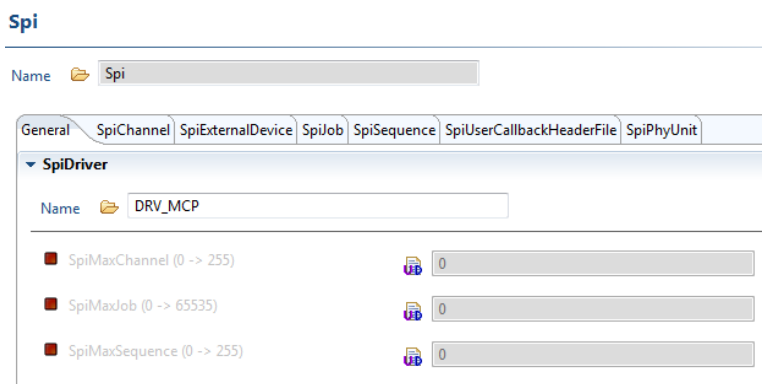 Spi
Name Spi
General SpiChannel SpiExternalDevice SpiJob SpiSequence SpiUserCallbackHeaderFile SpiPhyUnit
SpiDriver
Name DRV_MCP
SpiMaxChannel (0 -> 255) 0
SpiMaxJob (0 -> 65535) 0
SpiMaxSequence (0 -> 255) 0